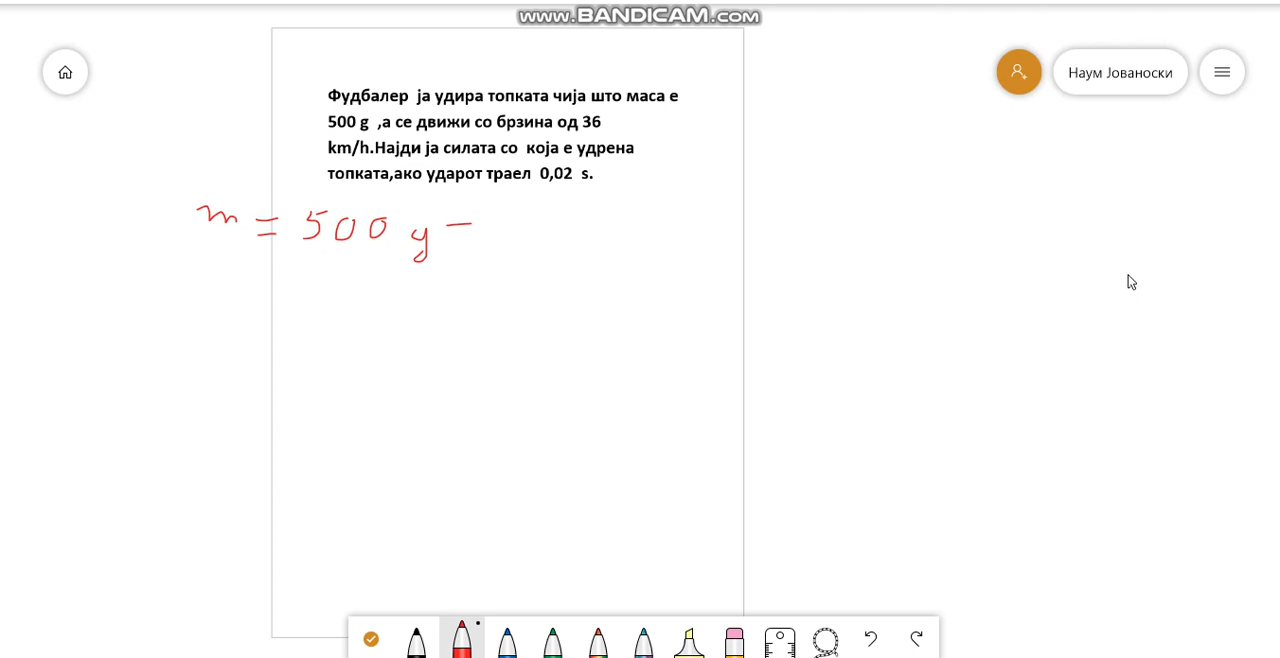 www.BANDICAM.com
Наум Јованоски
Фудбалер ја удира топката чија што маса е
500 g ,а се движи со брзина од 36
km/h.Најди ја силата со која е удрена
топката,ако ударот траел 0,02 s.
m = 500 g –